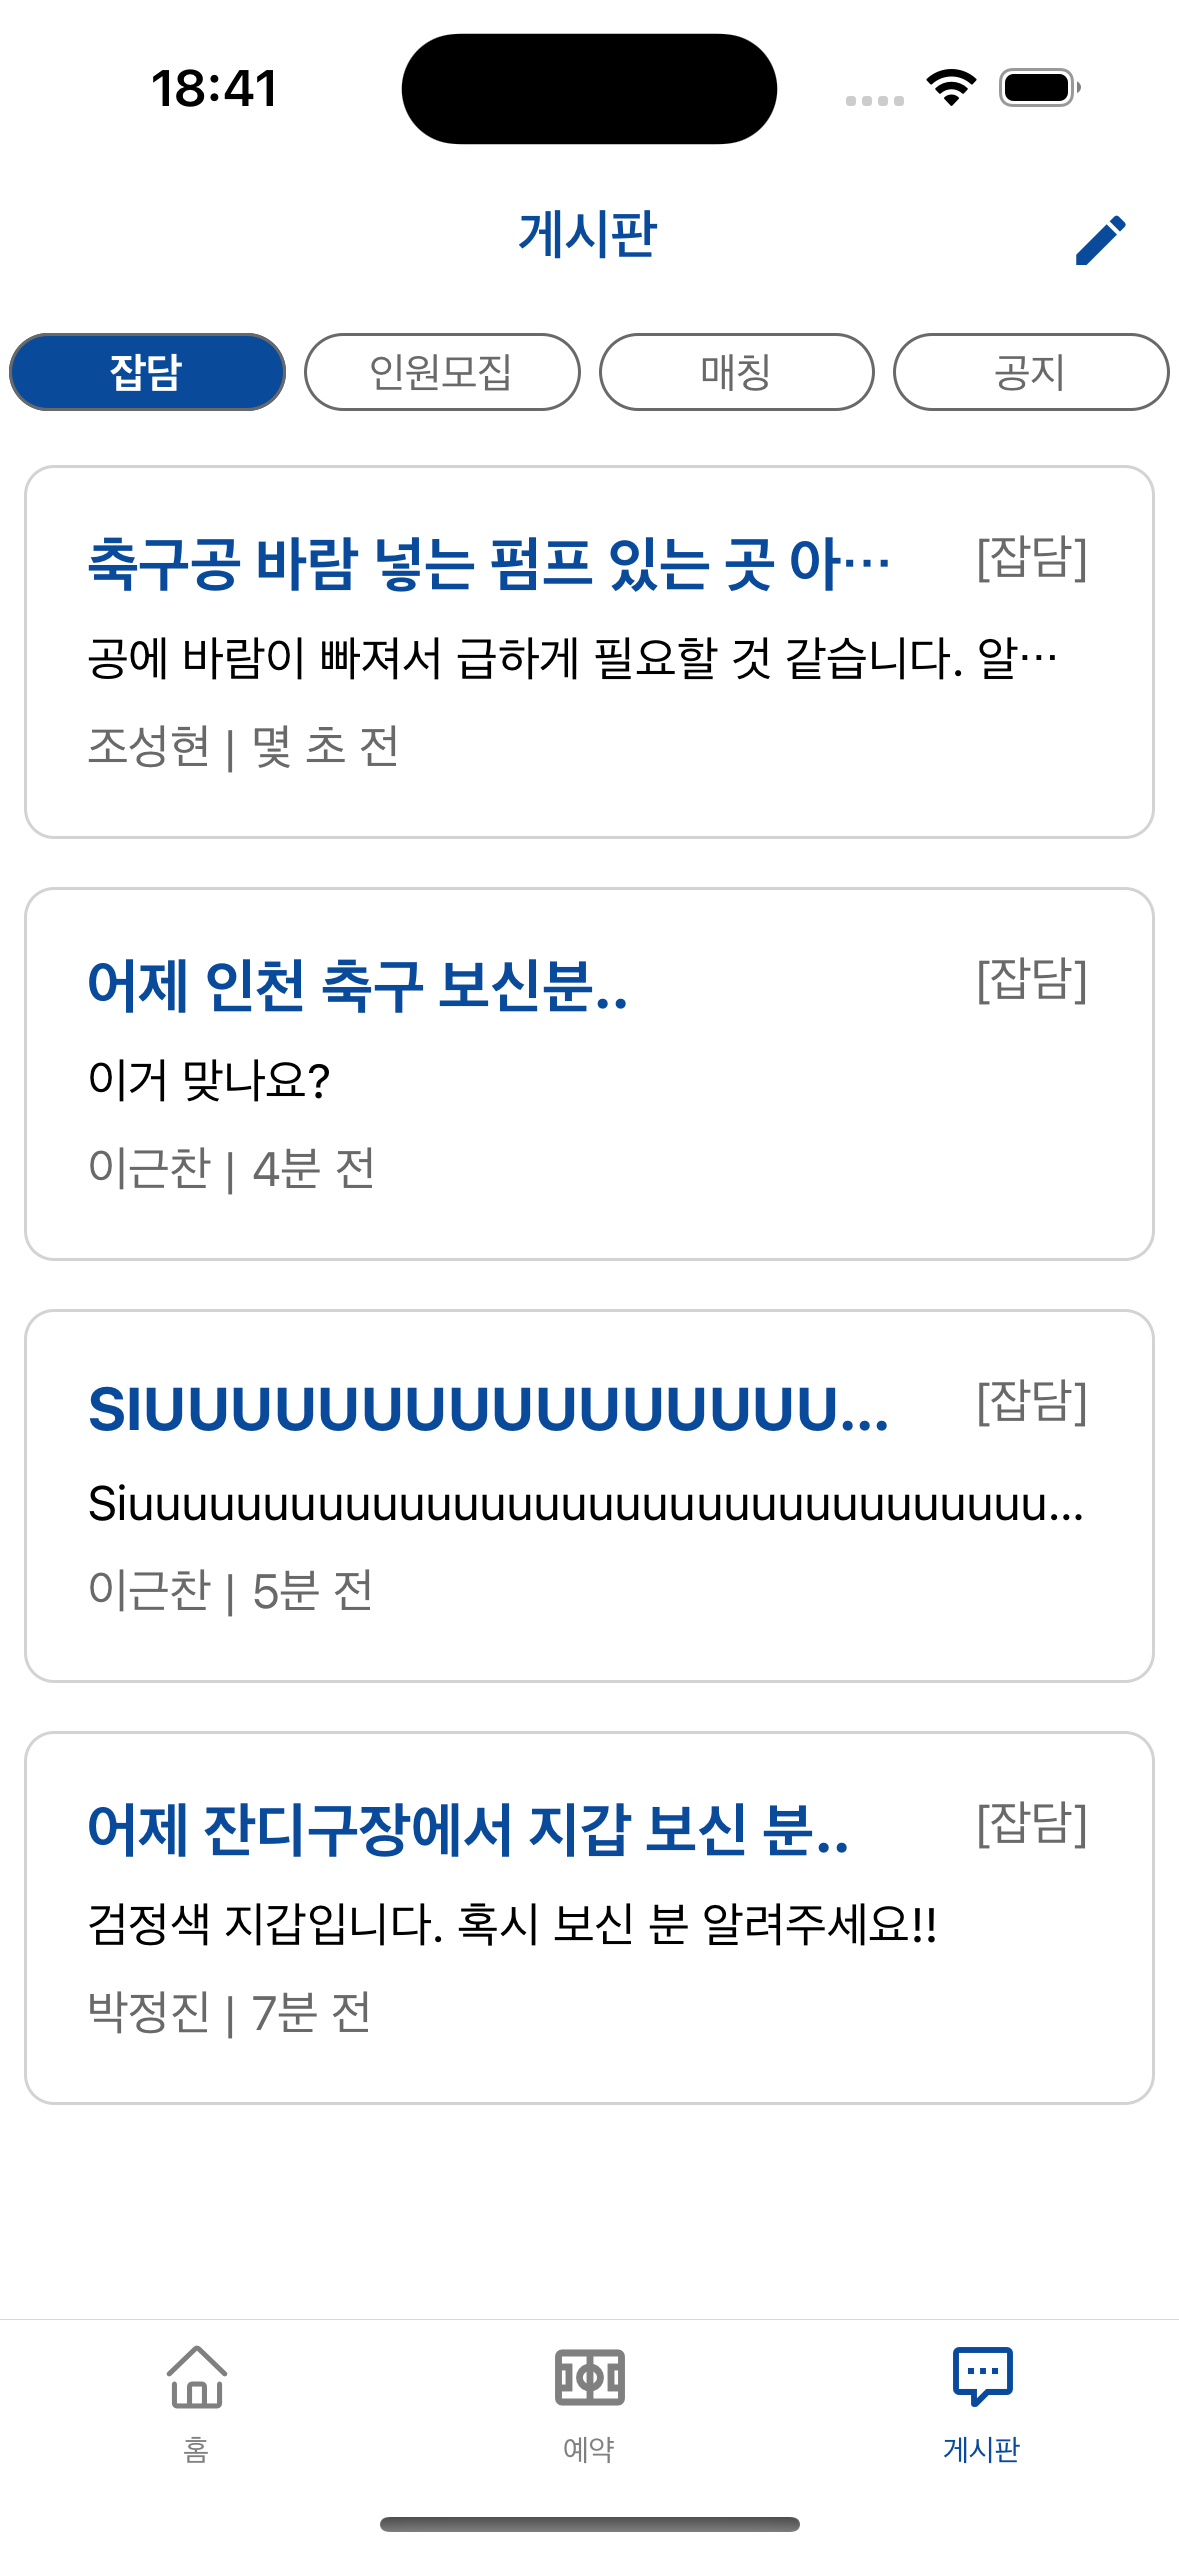 18:41
게시판
잡담 인원모집 매칭 공지
축구공 바람 넣는 펌프 있는 곳 아… [잡담]
공에 바람이 빠져서 급하게 필요할 것 같습니다. 알…
조성현 | 몇 초 전
어제 인천 축구 보신분.. [잡담]
이거 맞나요?
이근찬 | 4분 전
SIUUUUUUUUUUUUUUUU... [잡담]
Siuuuuuuuuuuuuuuuuuuuuuuuuuuuuuuuuuu...
이근찬 | 5분 전
어제 잔디구장에서 지갑 보신 분.. [잡담]
검정색 지갑입니다. 혹시 보신 분 알려주세요!!
박정진 | 7분 전
홈 예약 게시판